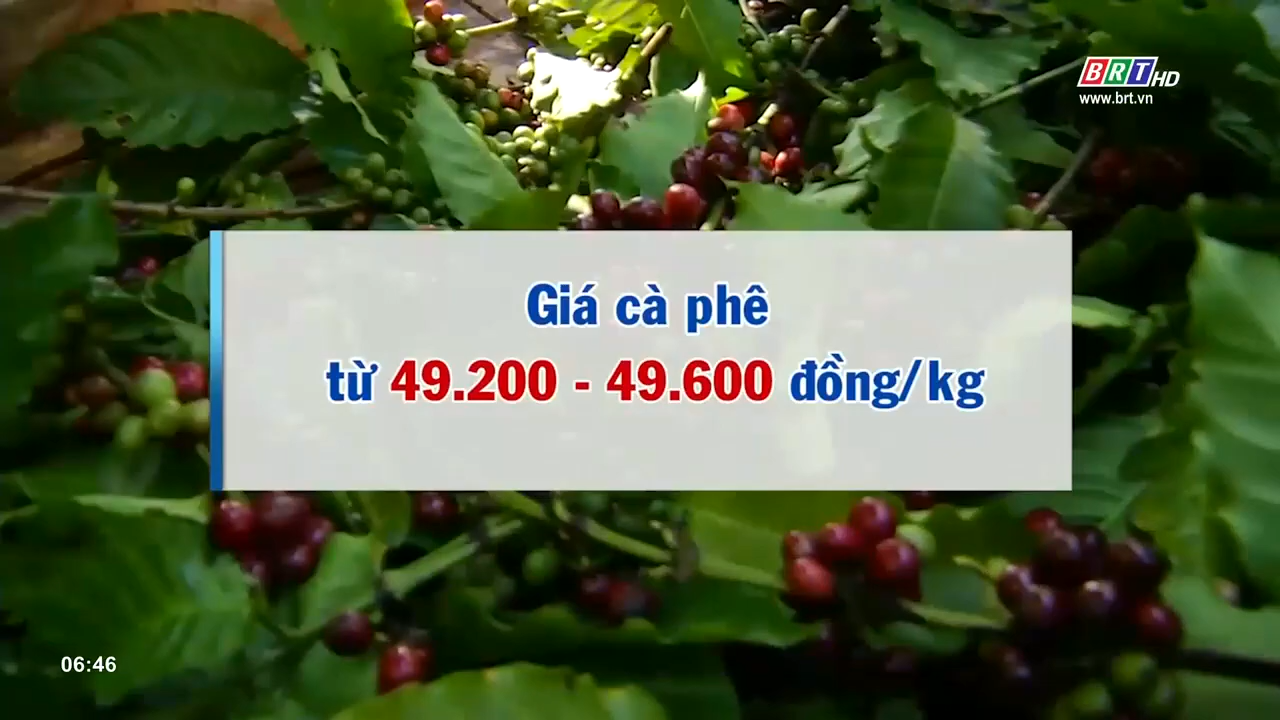 BRT HD
www.brt.vn
Giá cà phê
từ 49.200 - 49.600 đồng/kg
06:46